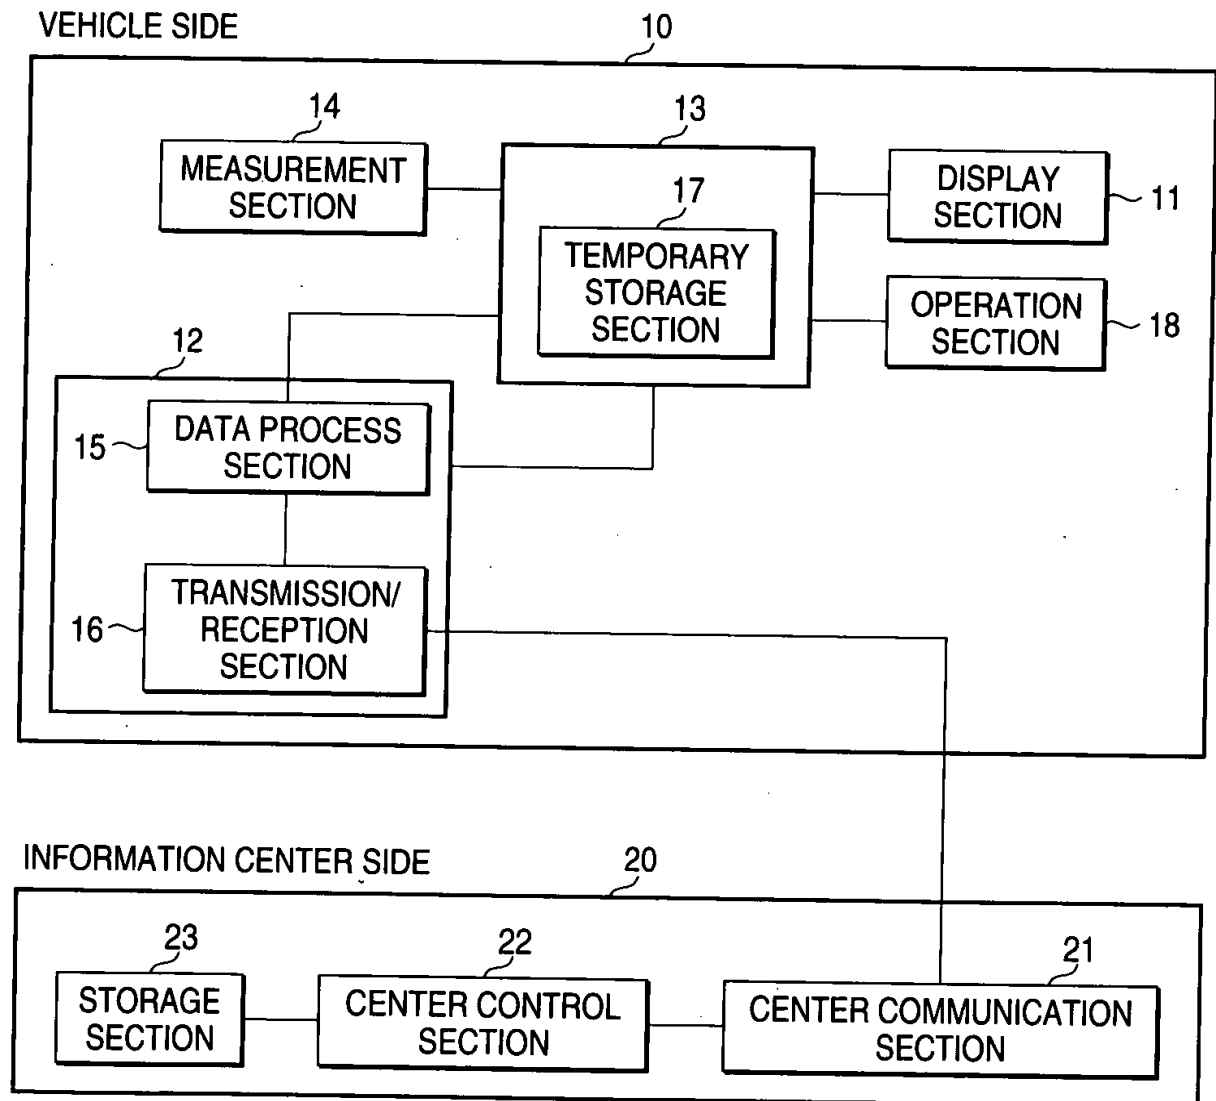 VEHICLE SIDE
10
14
MEASUREMENT
SECTION
13
17
TEMPORARY
STORAGE
SECTION
DISPLAY
SECTION
11
OPERATION
SECTION
18
12
15
DATA PROCESS
SECTION
16
TRANSMISSION/
RECEPTION
SECTION
INFORMATION CENTER SIDE
20
23
STORAGE
SECTION
22
CENTER CONTROL
SECTION
21
CENTER COMMUNICATION
SECTION